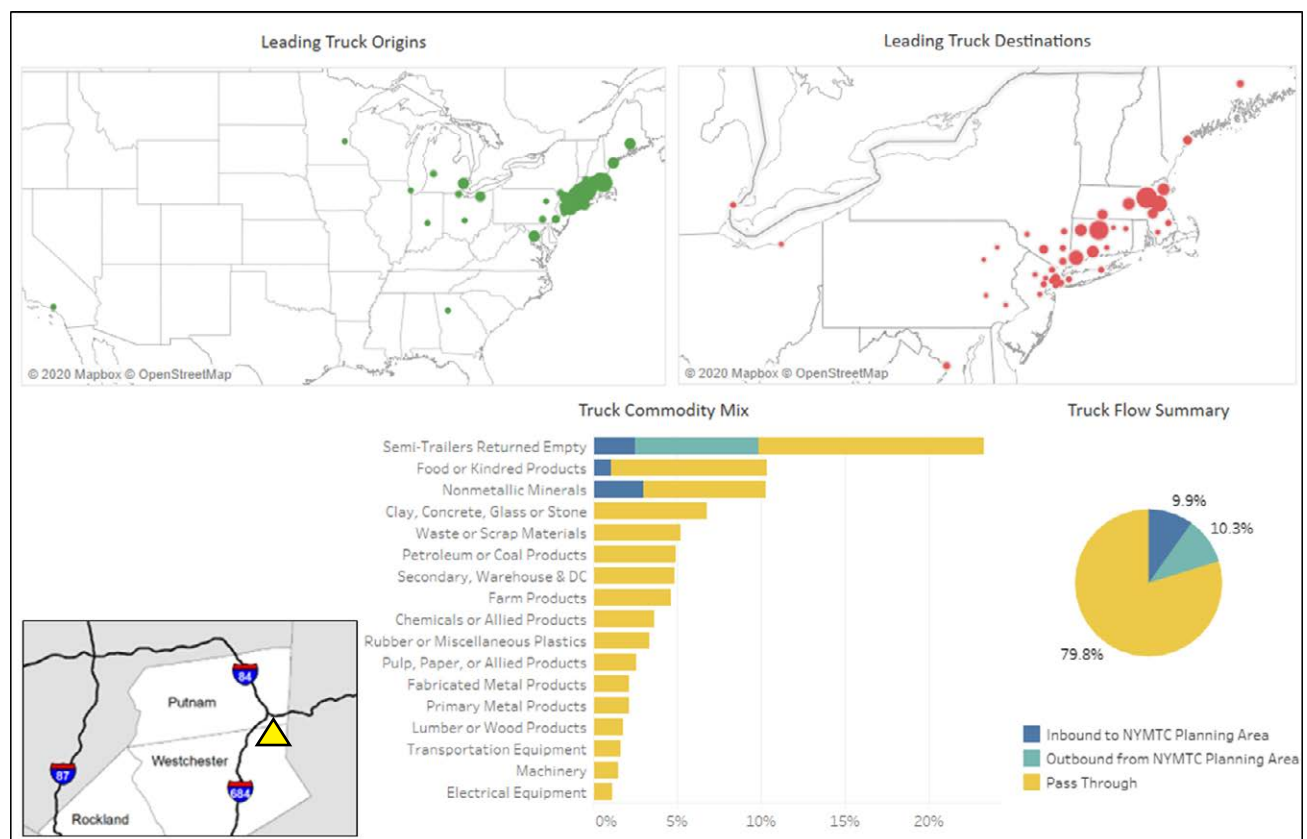 Leading Truck Origins
Leading Truck Destinations
© 2020 Mapbox © OpenStreetMap
© 2020 Mapbox © OpenStreetMap
Truck Commodity Mix
Semi-Trailers Returned Empty
Food or Kindred Products
Nonmetallic Minerals
Clay, Concrete, Glass or Stone
Waste or Scrap Materials
Petroleum or Coal Products
Secondary, Warehouse & DC
Farm Products
Chemicals or Allied Products
Rubber or Miscellaneous Plastics
Pulp, Paper, or Allied Products
Fabricated Metal Products
Primary Metal Products
Lumber or Wood Products
Transportation Equipment
Machinery
Electrical Equipment
0% 5% 10% 15% 20%
Truck Flow Summary
9.9%
10.3%
79.8%
Inbound to NYMTC Planning Area
Outbound from NYMTC Planning Area
Pass Through
84
Putnam
Westchester
87
684
Rockland